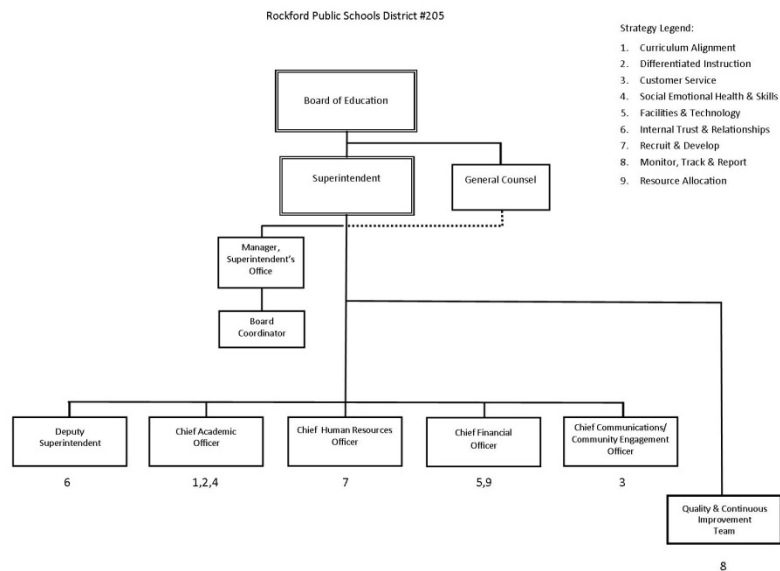 Rockford Public Schools District #205
Strategy Legend:
1. Curriculum Alignment
2. Differentiated Instruction
3. Customer Service
4. Social Emotional Health & Skills
5. Facilities & Technology
6. Internal Trust & Relationships
7. Recruit & Develop
8. Monitor, Track & Report
9. Resource Allocation
Board of Education
Superintendent
General Counsel
Manager,
Superintendent's
Office
Board
Coordinator
Deputy
Superintendent
6
Chief Academic
Officer
1,2,4
Chief Human Resources
Officer
7
Chief Financial
Officer
5,9
Chief Communications/
Community Engagement
Officer
3
Quality & Continuous
Improvement
Team
8